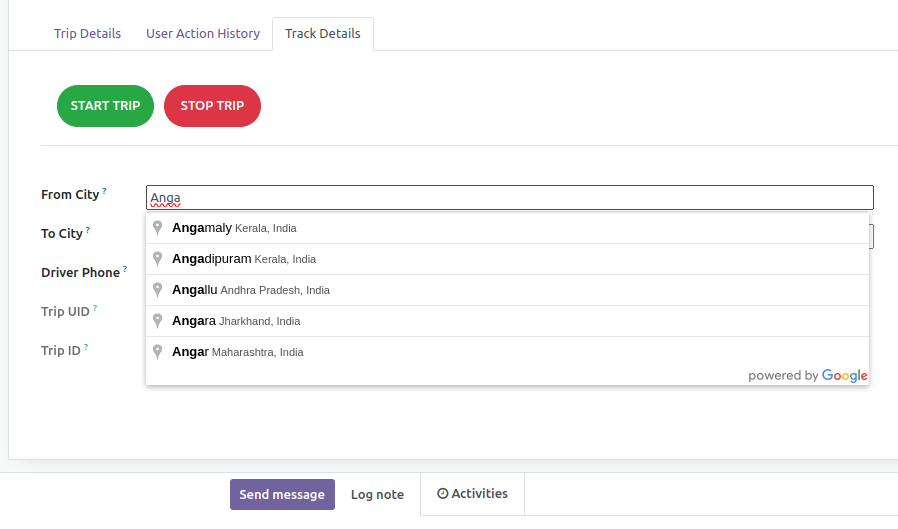 Trip Details User Action History Track Details
START TRIP STOP TRIP
From City ? Anga
Angamaly Kerala, India
To City ?
Angadipuram Kerala, India
Driver Phone ?
Angallu Andhra Pradesh, India
Trip UID ?
Angara Jharkhand, India
Trip ID ?
Angar Maharashtra, India
powered by Google
Send message Log note Activities